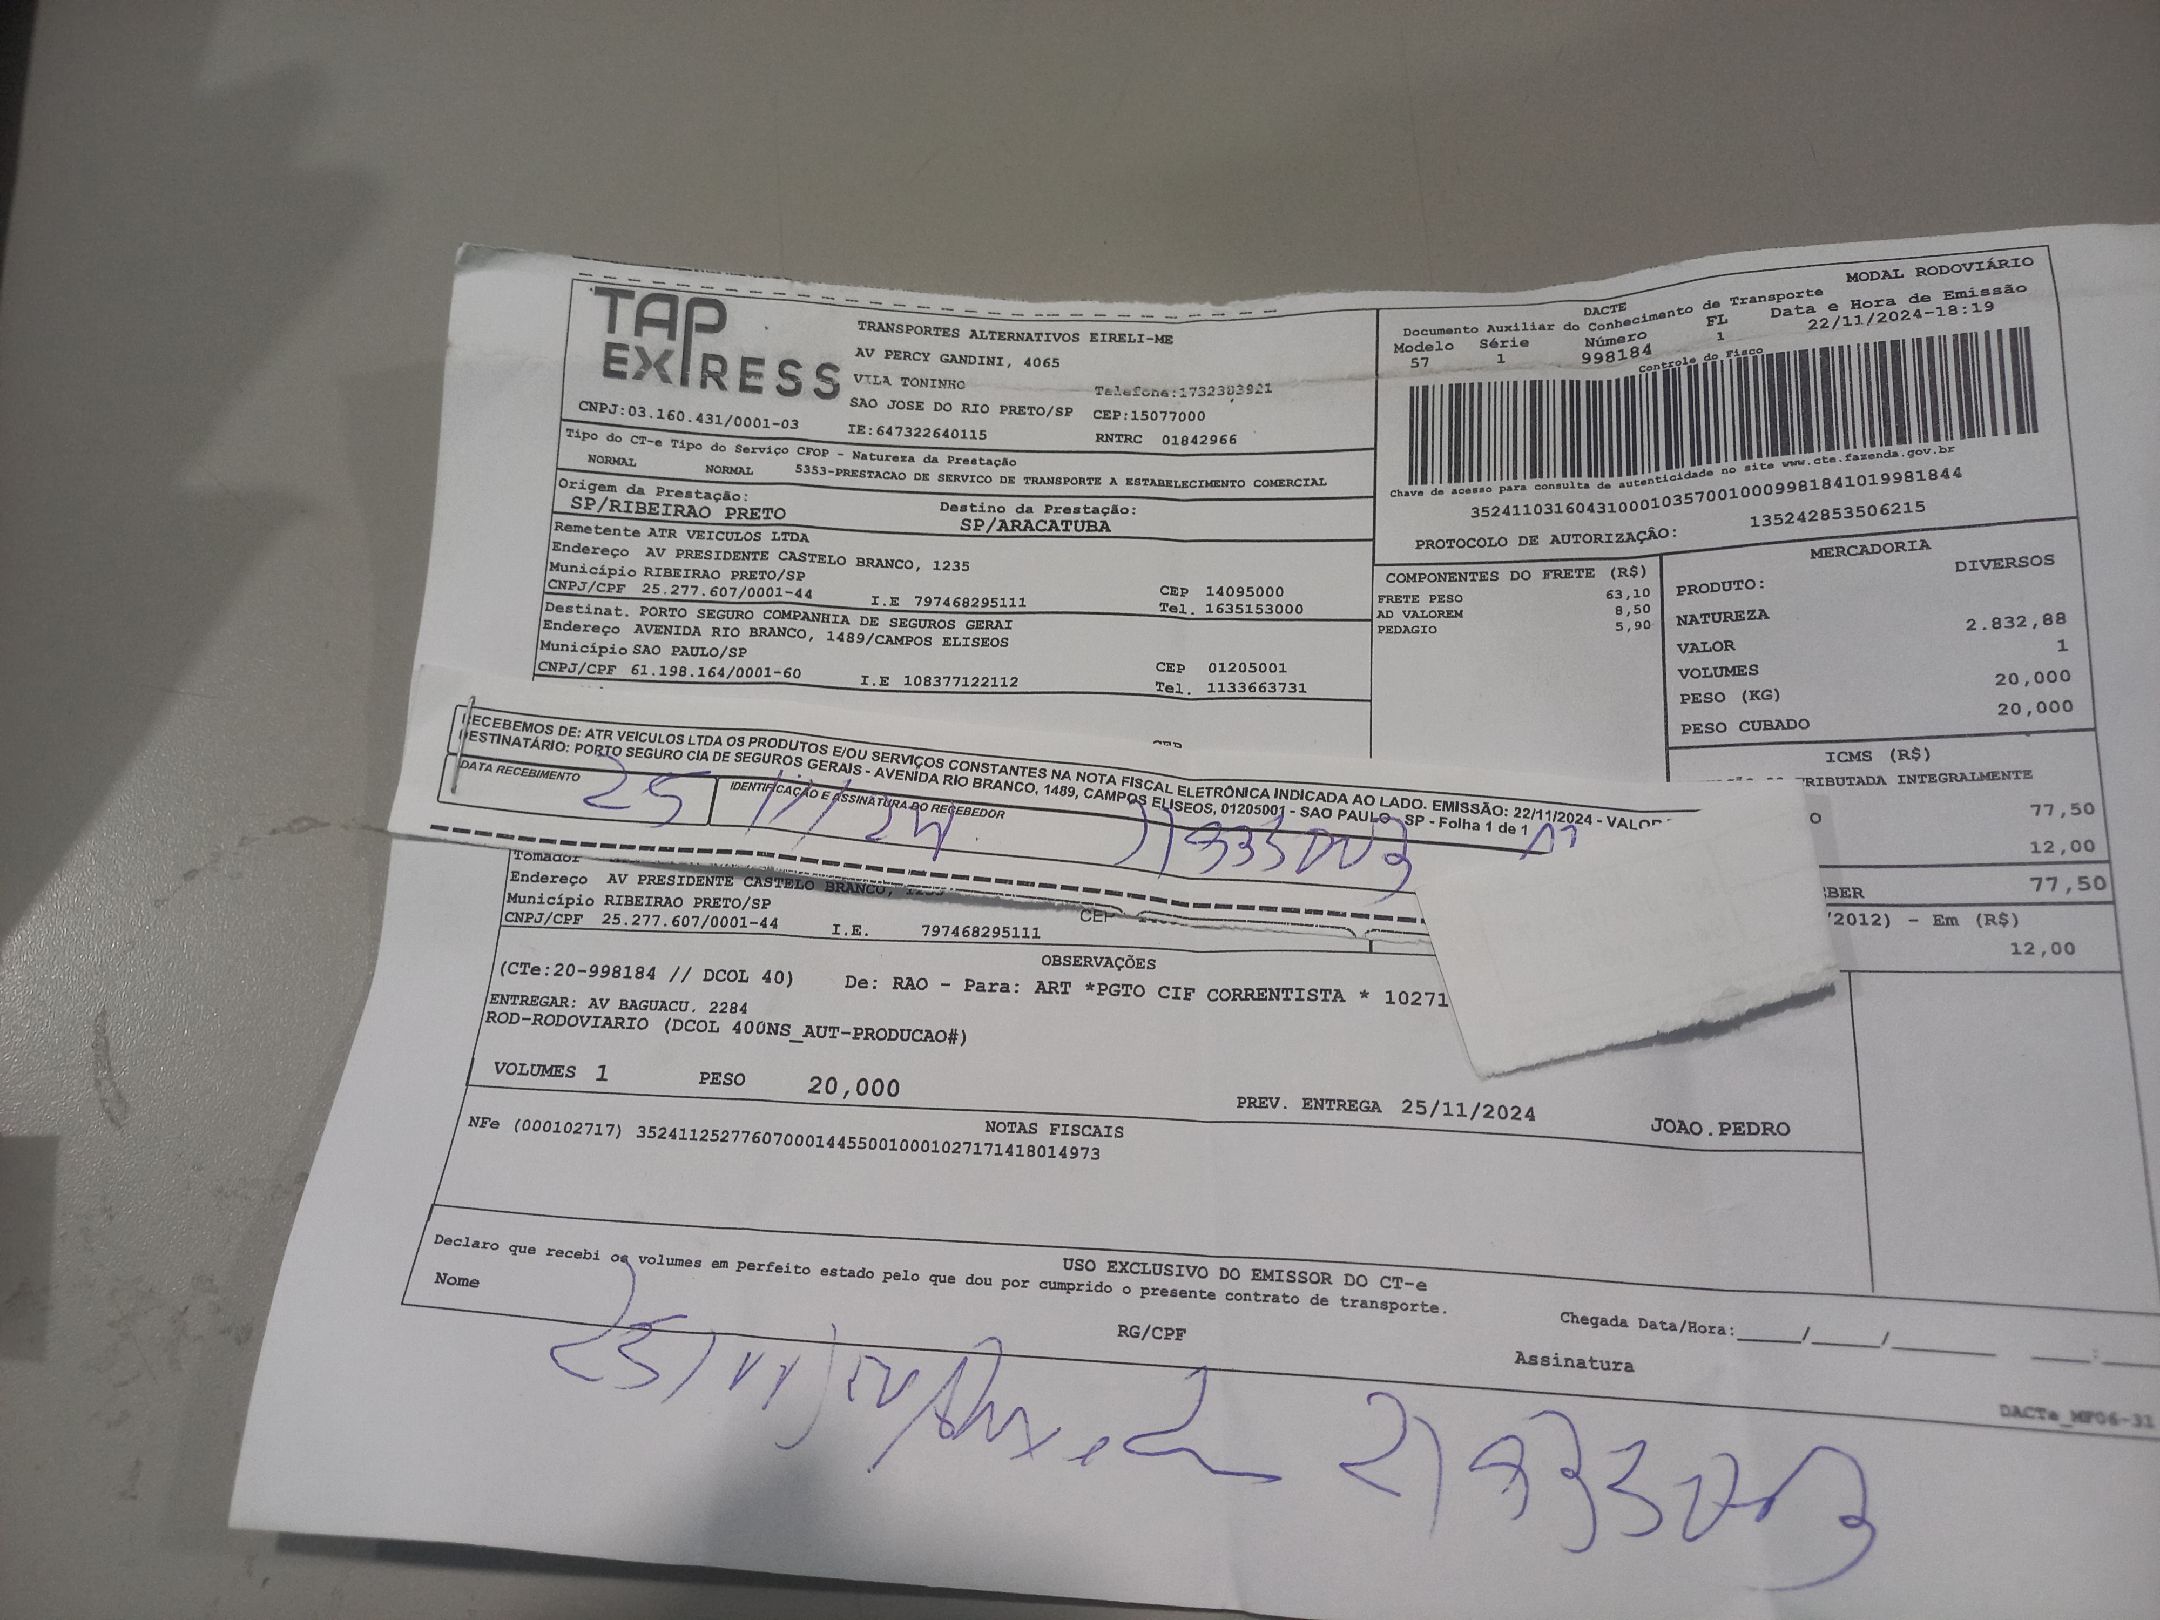 TAP EXPRESS
TRANSPORTES ALTERNATIVOS EIRELI-ME
AV PERCY GANDINI, 4065
VILA TONINHO Telefone:1732383921
SAO JOSE DO RIO PRETO/SP CEP:15077000
CNPJ:03.160.431/0001-03 IE:647322640115 RNTRC 01842966
Tipo do CT-e Tipo do Serviço CFOP - Natureza da Prestação
NORMAL NORMAL 5353-PRESTACAO DE SERVICO DE TRANSPORTE A ESTABELECIMENTO COMERCIAL
Origem da Prestação: Destino da Prestação:
SP/RIBEIRAO PRETO SP/ARACATUBA
Remetente ATR VEICULOS LTDA
Endereço AV PRESIDENTE CASTELO BRANCO, 1235
Município RIBEIRAO PRETO/SP CEP 14095000
CNPJ/CPF 25.277.607/0001-44 I.E 797468295111 Tel. 1635153000
Destinat. PORTO SEGURO COMPANHIA DE SEGUROS GERAI
Endereço AVENIDA RIO BRANCO, 1489/CAMPOS ELISEOS
Município SAO PAULO/SP CEP 01205001
CNPJ/CPF 61.198.164/0001-60 I.E 108377122112 Tel. 1133663731
DACTE MODAL RODOVIÁRIO
Documento Auxiliar do Conhecimento de Transporte
Modelo Série Número FL Data e Hora de Emissão
57 1 998184 1 22/11/2024-18:19
Controle do Fisco
Chave de acesso para consulta de autenticidade no site www.cte.fazenda.gov.br
35241103160431000103570010009981841019981844
PROTOCOLO DE AUTORIZAÇÃO: 135242853506215
COMPONENTES DO FRETE (R$)
FRETE PESO 63,10
AD VALOREM 8,50
PEDAGIO 5,90
MERCADORIA
PRODUTO: DIVERSOS
NATUREZA
VALOR 2.832,88
VOLUMES 1
PESO (KG) 20,000
PESO CUBADO 20,000
ICMS (R$)
TRIBUTADA INTEGRALMENTE
O 77,50
12,00
EBER 77,50
/2012) - Em (R$)
12,00
RECEBEMOS DE: ATR VEICULOS LTDA OS PRODUTOS E/OU SERVIÇOS CONSTANTES NA NOTA FISCAL ELETRÔNICA INDICADA AO LADO. EMISSÃO: 22/11/2024 - VALOR
DESTINATÁRIO: PORTO SEGURO CIA DE SEGUROS GERAIS - AVENIDA RIO BRANCO, 1489, CAMPOS ELISEOS, 01205001 - SAO PAULO - SP - Folha 1 de 1
DATA RECEBIMENTO IDENTIFICAÇÃO E ASSINATURA DO RECEBEDOR
25/11/24 21933503
Tomador
Endereço AV PRESIDENTE CASTELO BRANCO, 1235
Município RIBEIRAO PRETO/SP CEP
CNPJ/CPF 25.277.607/0001-44 I.E. 797468295111
OBSERVAÇÕES
(CTe:20-998184 // DCOL 40) De: RAO - Para: ART *PGTO CIF CORRENTISTA * 10271
ENTREGAR: AV BAGUACU, 2284
ROD-RODOVIARIO (DCOL 400NS_AUT-PRODUCAO#)
VOLUMES 1 PESO 20,000 PREV. ENTREGA 25/11/2024 JOAO.PEDRO
NOTAS FISCAIS
NFe (000102717) 35241125277607000144550010001027171418014973
USO EXCLUSIVO DO EMISSOR DO CT-e
Declaro que recebi os volumes em perfeito estado pelo que dou por cumprido o presente contrato de transporte.
Nome RG/CPF Assinatura Chegada Data/Hora:_____/_____/________ ____:____
DACTe_MF06-31
25/11/24 21933503